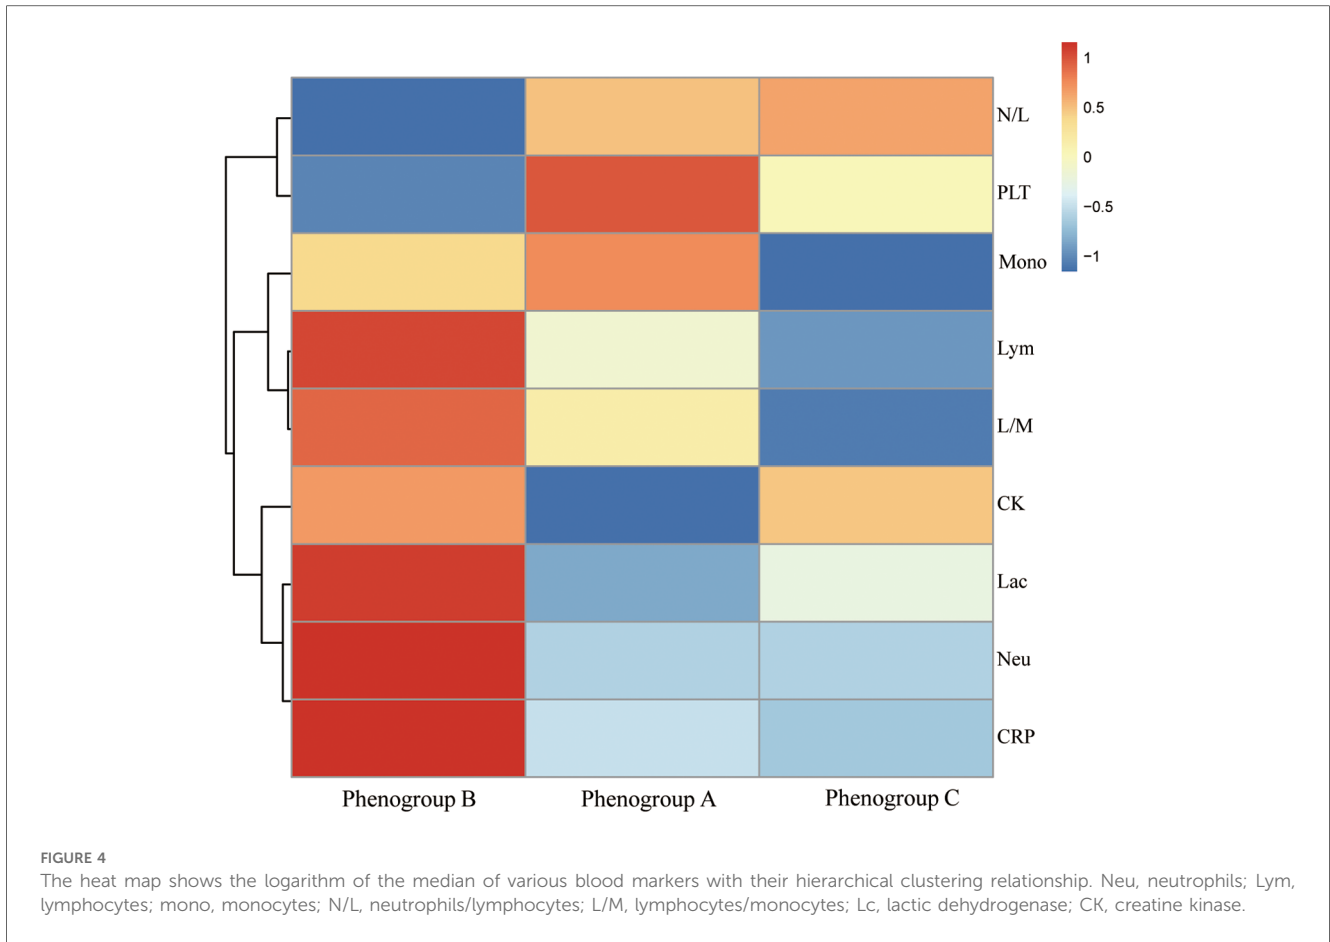 1
0.5
0
−0.5
−1
N/L
PLT
Mono
Lym
L/M
CK
Lac
Neu
CRP
Phenogroup B
Phenogroup A
Phenogroup C
FIGURE 4
The heat map shows the logarithm of the median of various blood markers with their hierarchical clustering relationship. Neu, neutrophils; Lym,
lymphocytes; mono, monocytes; N/L, neutrophils/lymphocytes; L/M, lymphocytes/monocytes; Lc, lactic dehydrogenase; CK, creatine kinase.